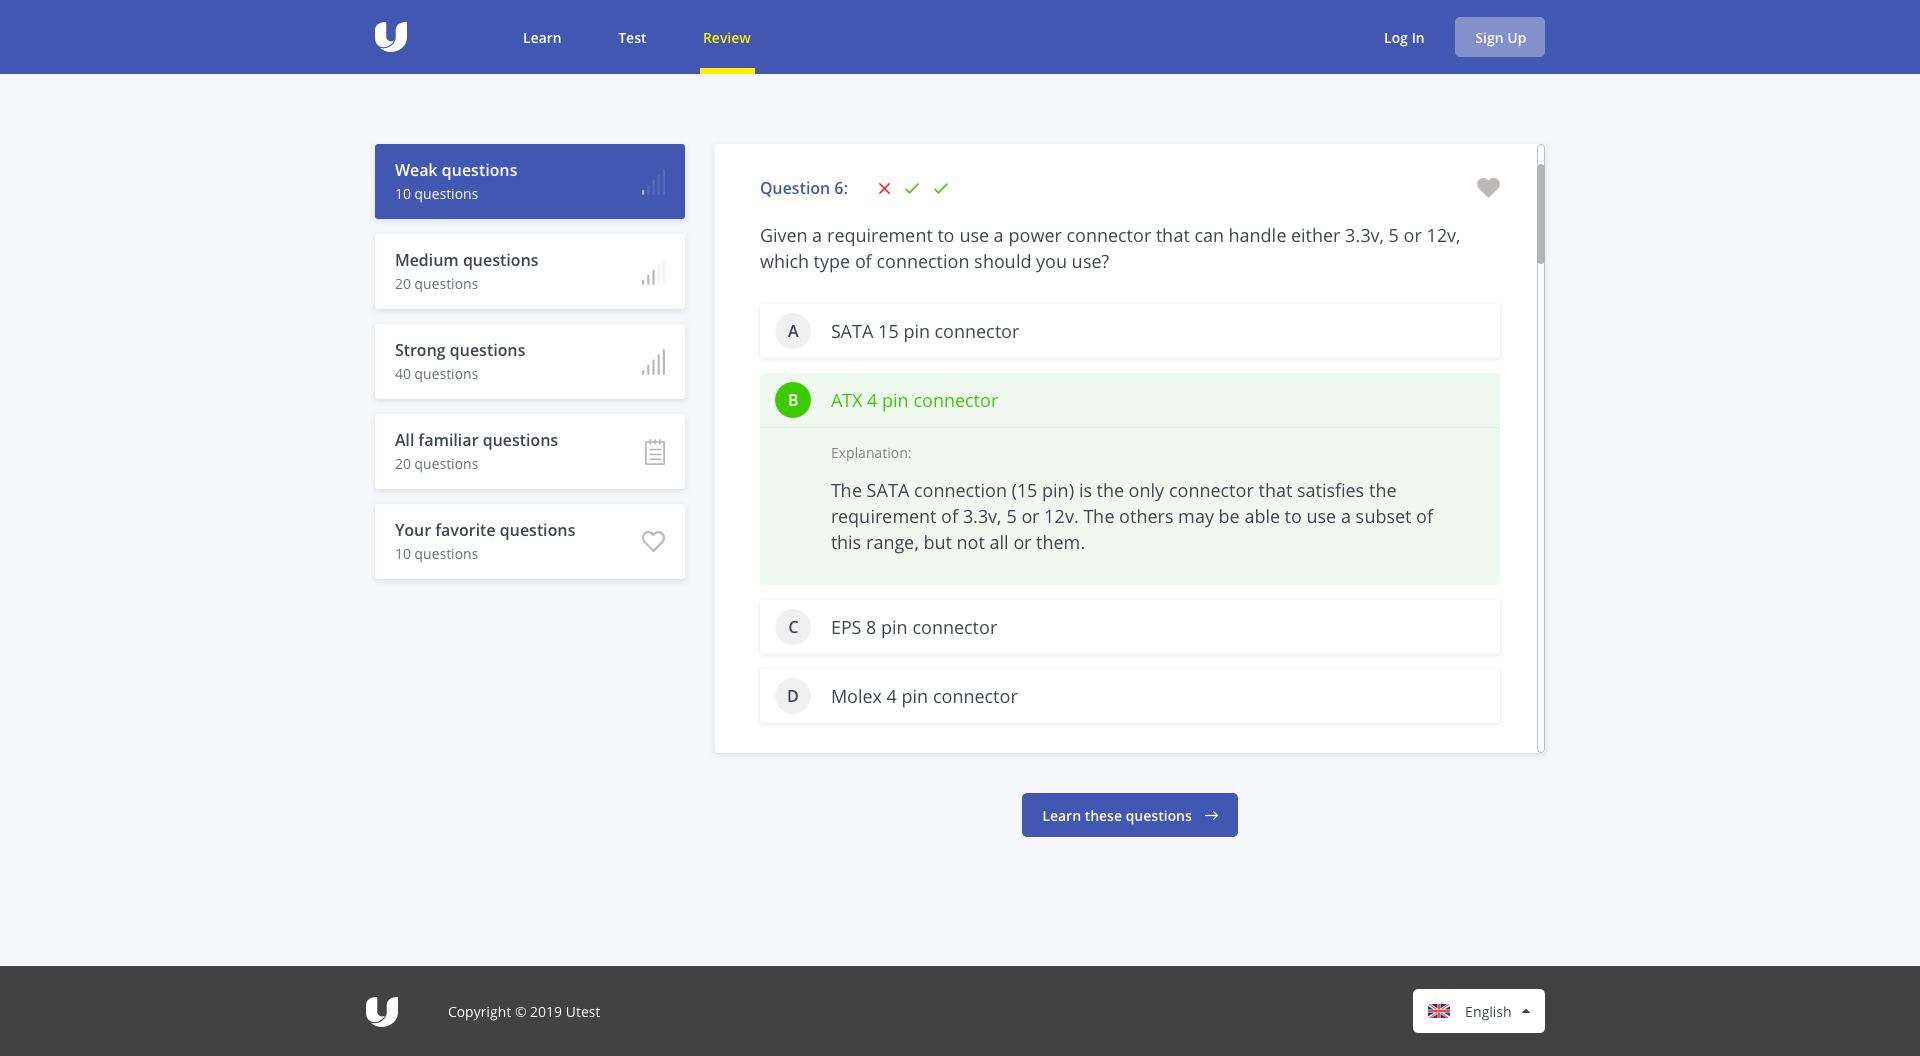 Learn
Test
Review
Log In
Sign Up
Weak questions
10 questions
Medium questions
20 questions
Strong questions
40 questions
All familiar questions
20 questions
Your favorite questions
10 questions
Question 6:
Given a requirement to use a power connector that can handle either 3.3v, 5 or 12v,
which type of connection should you use?
A SATA 15 pin connector
B ATX 4 pin connector
Explanation:
The SATA connection (15 pin) is the only connector that satisfies the
requirement of 3.3v, 5 or 12v. The others may be able to use a subset of
this range, but not all or them.
C EPS 8 pin connector
D Molex 4 pin connector
Learn these questions
Copyright © 2019 Utest
English